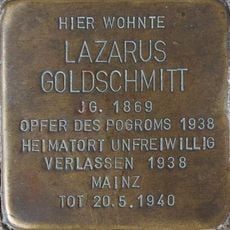 HIER WOHNTE
LAZARUS
GOLDSCHMITT
JG. 1869
OPFER DES POGROMS 1938
HEIMATORT UNFREIWILLIG
VERLASSEN 1938
MAINZ
TOT 20.5.1940